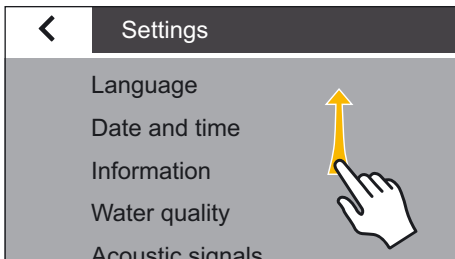 Settings
Language
Date and time
Information
Water quality
Acoustic signals